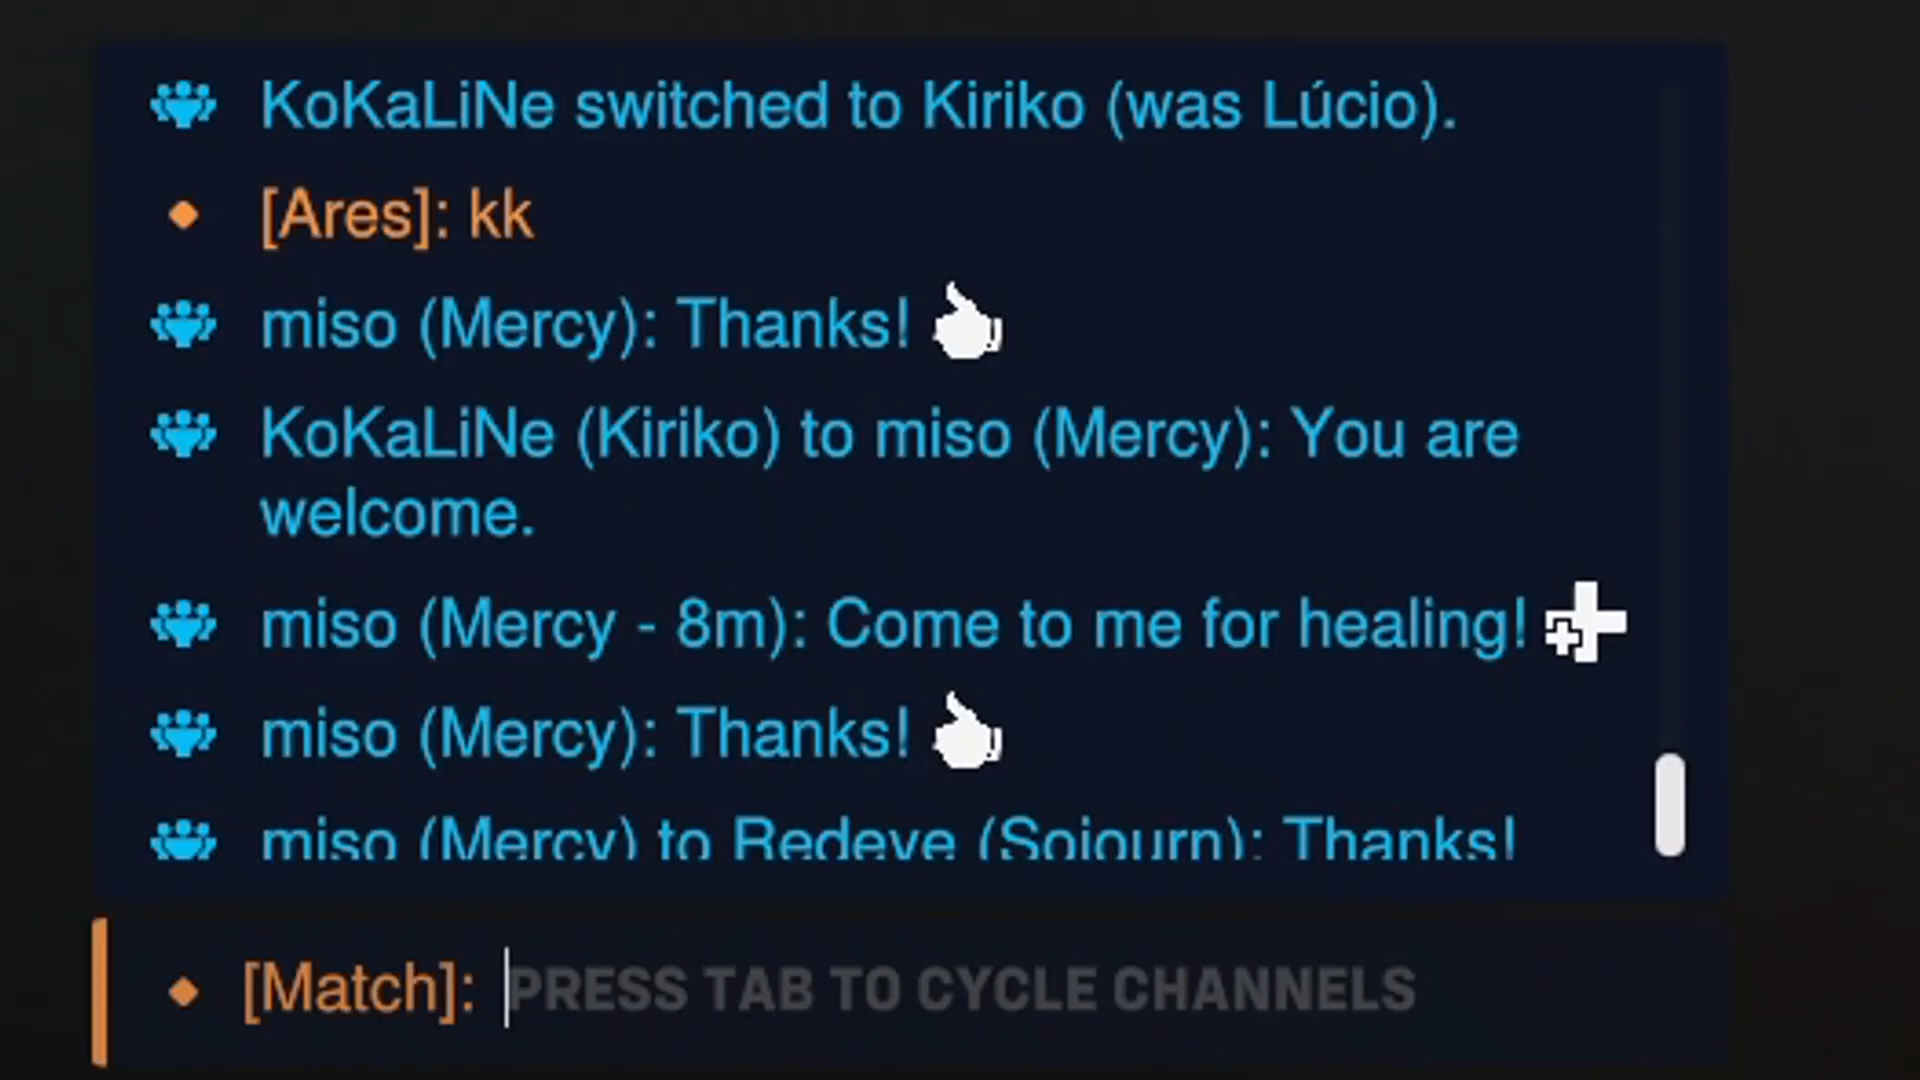 KoKaLiNe switched to Kiriko (was Lúcio).
[Ares]: kk
miso (Mercy): Thanks!
KoKaLiNe (Kiriko) to miso (Mercy): You are
welcome.
miso (Mercy - 8m): Come to me for healing!
miso (Mercy): Thanks!
miso (Mercy) to Redeye (Sojourn): Thanks!
[Match]: PRESS TAB TO CYCLE CHANNELS